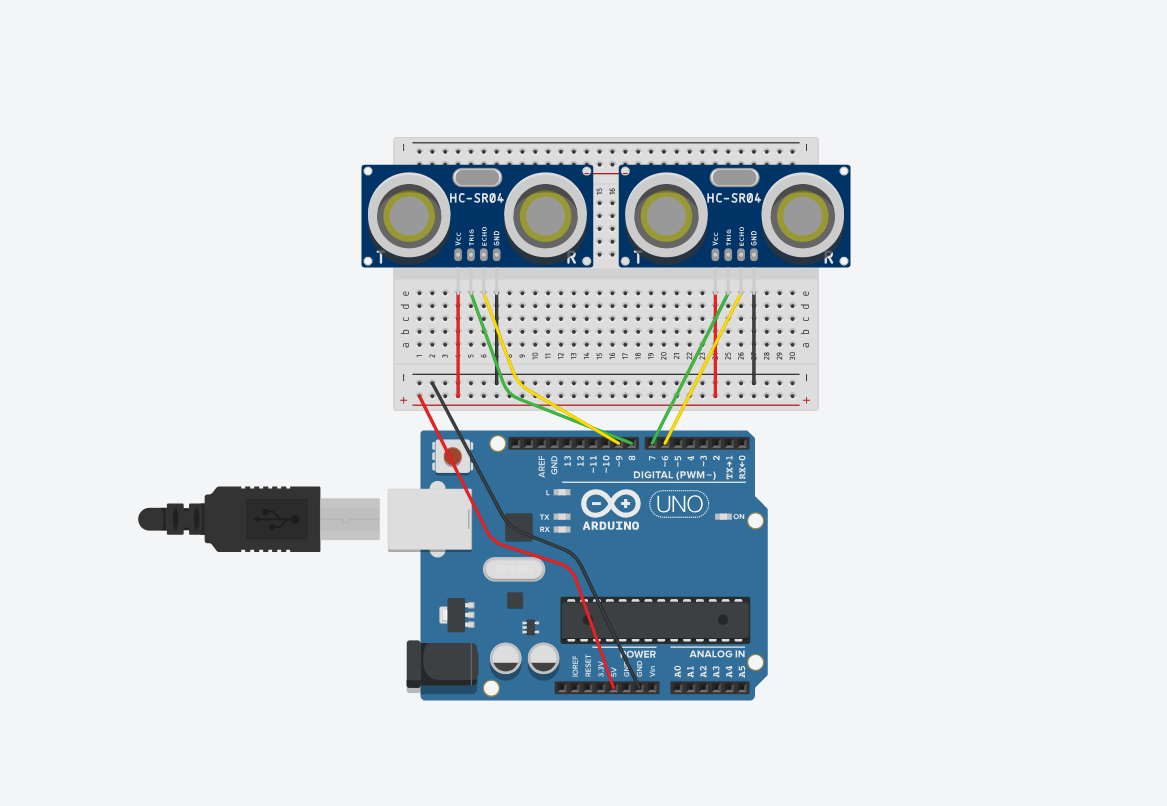 HC-SR04
VCC
TRIG
ECHO
GND
T
R
HC-SR04
VCC
TRIG
ECHO
GND
T
R
15 16
e e
d d
c c
b b
a a
1 2 3 4 5 6 8 9 10 11 12 13 14 15 16 17 18 19 20 21 22 23 25 26 28 29 30
AREF
GND
13
12
~11
~10
~9
8
7
~6
~5
4
~3
2
TX→1
RX←0
DIGITAL (PWM~)
L
TX
RX
ARDUINO
UNO
ON
POWER
ANALOG IN
IOREF
RESET
3.3V
5V
GND
GND
Vin
A0
A1
A2
A3
A4
A5